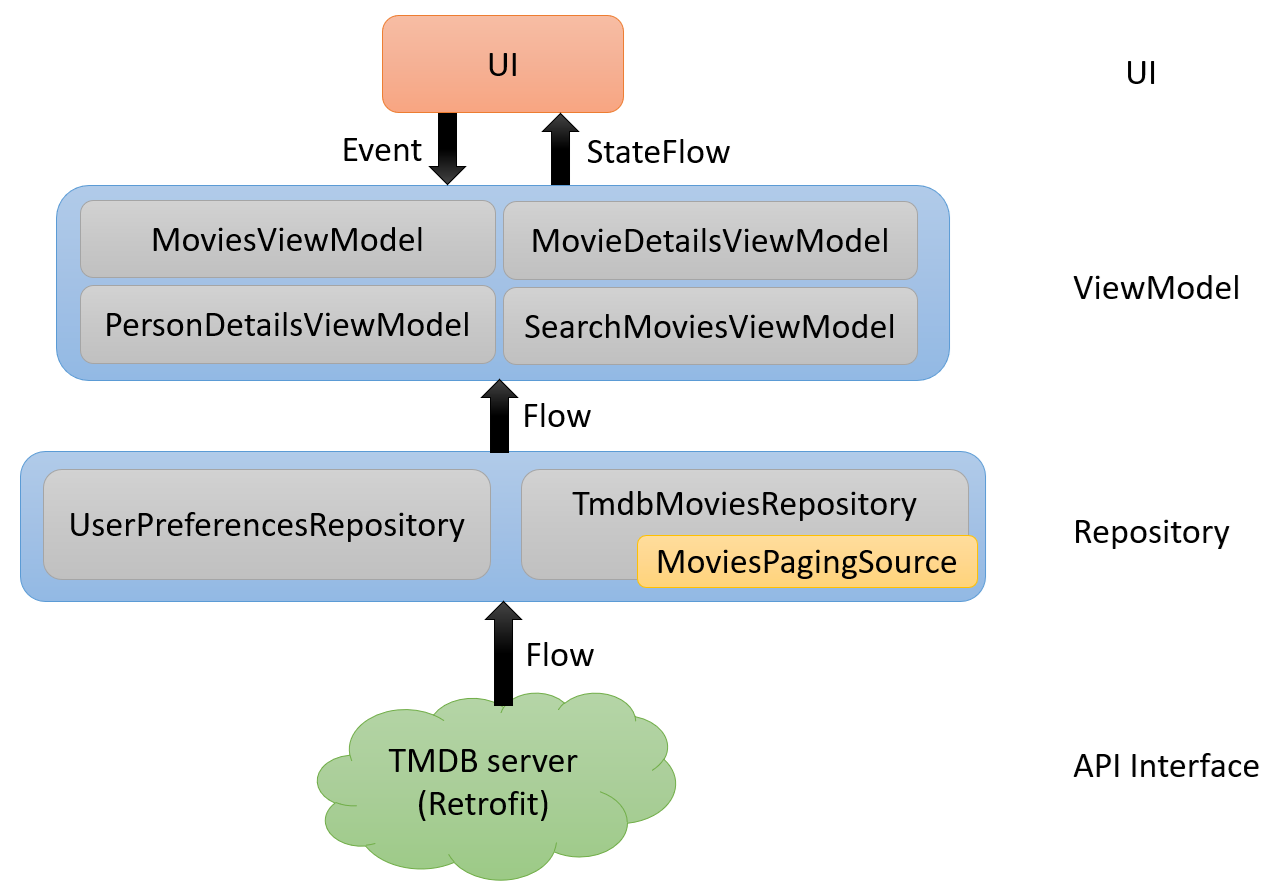 UI
UI
Event
StateFlow
MoviesViewModel
MovieDetailsViewModel
PersonDetailsViewModel
SearchMoviesViewModel
ViewModel
Flow
UserPreferencesRepository
TmdbMoviesRepository
MoviesPagingSource
Repository
Flow
TMDB server
(Retrofit)
API Interface